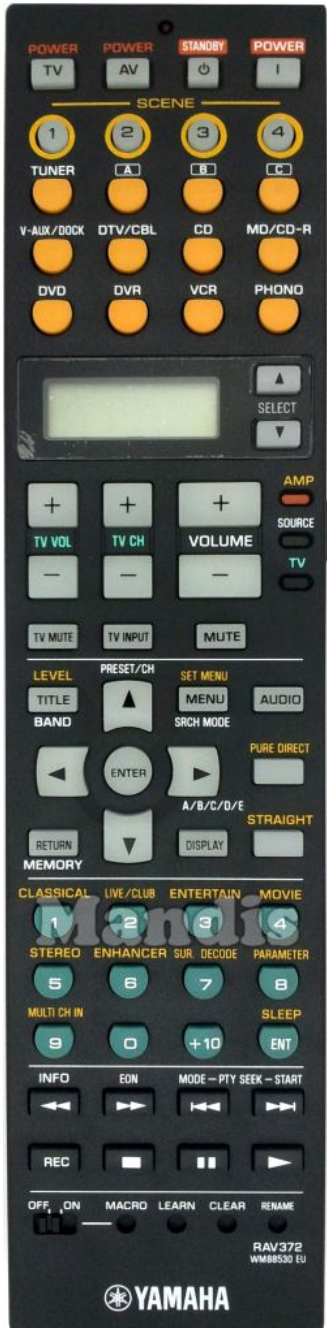 POWER POWER STANDBY POWER
TV AV I
SCENE
1 2 3 4
TUNER A B C
V-AUX/DOCK DTV/CBL CD MD/CD-R
DVD DVR VCR PHONO
SELECT
AMP
+ + +
SOURCE
TV VOL TV CH VOLUME
TV
− − −
TV MUTE TV INPUT MUTE
LEVEL PRESET/CH SET MENU
TITLE MENU AUDIO
BAND SRCH MODE
PURE DIRECT
ENTER
A/B/C/D/E
STRAIGHT
RETURN DISPLAY
MEMORY
CLASSICAL LIVE/CLUB ENTERTAIN MOVIE
1 2 3 4
Mandis
STEREO ENHANCER SUR. DECODE PARAMETER
5 6 7 8
MULTI CH IN SLEEP
9 0 +10 ENT
INFO EON MODE – PTY SEEK – START
REC
OFF ON MACRO LEARN CLEAR RENAME
RAV372
WM88530 EU
YAMAHA